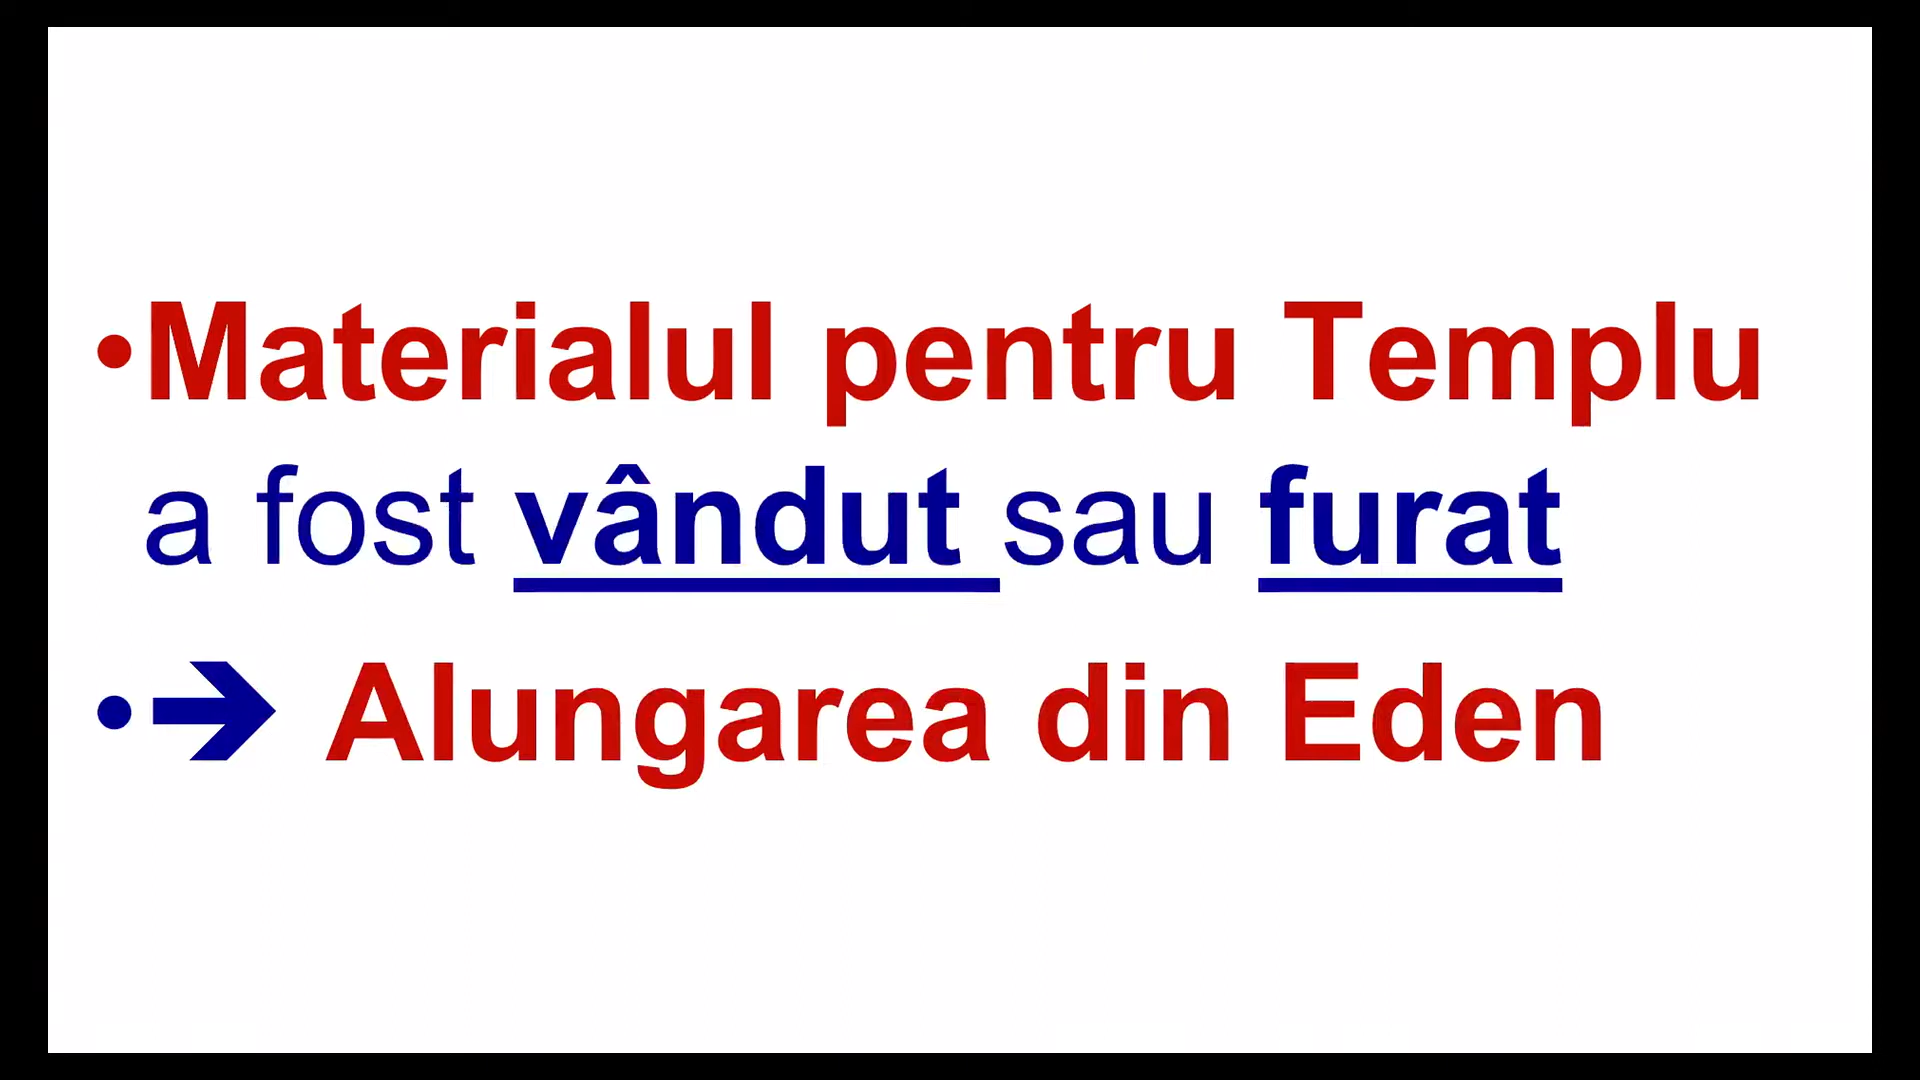 •Materialul pentru Templu
a fost vândut sau furat
•➔ Alungarea din Eden